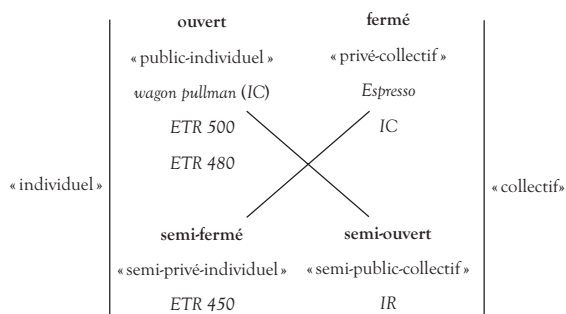 ouvert fermé
« public-individuel » « privé-collectif »
wagon pullman (IC) Espresso
ETR 500 IC
ETR 480
« individuel » « collectif»
semi-fermé semi-ouvert
« semi-privé-individuel » « semi-public-collectif »
ETR 450 IR